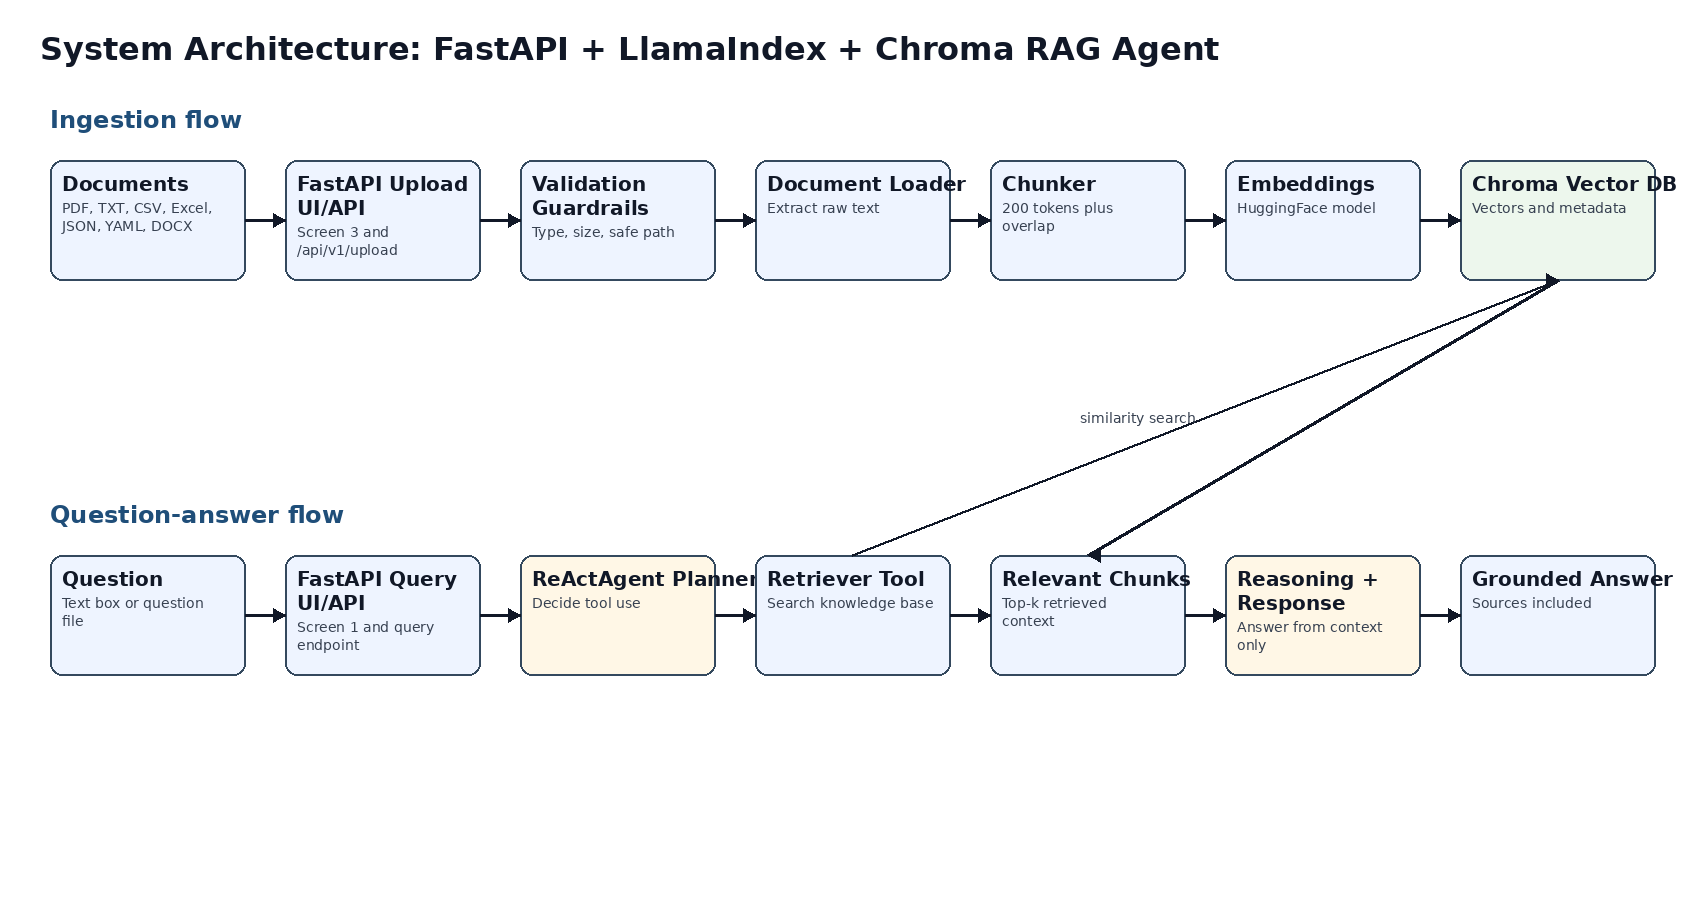 System Architecture: FastAPI + LlamaIndex + Chroma RAG Agent
Ingestion flow
Documents
PDF, TXT, CSV, Excel,
JSON, YAML, DOCX
FastAPI Upload
UI/API
Screen 3 and
/api/v1/upload
Validation
Guardrails
Type, size, safe path
Document Loader
Extract raw text
Chunker
200 tokens plus
overlap
Embeddings
HuggingFace model
Chroma Vector DB
Vectors and metadata
similarity search
Question-answer flow
Question
Text box or question
file
FastAPI Query
UI/API
Screen 1 and query
endpoint
ReActAgent Planner
Decide tool use
Retriever Tool
Search knowledge base
Relevant Chunks
Top-k retrieved
context
Reasoning +
Response
Answer from context
only
Grounded Answer
Sources included